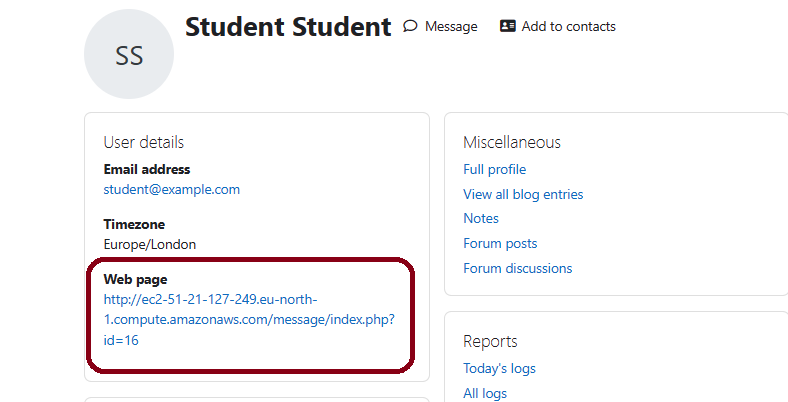 SS
Student Student
Message
Add to contacts
User details
Email address
student@example.com
Timezone
Europe/London
Web page
http://ec2-51-21-127-249.eu-north-
1.compute.amazonaws.com/message/index.php?
id=16
Miscellaneous
Full profile
View all blog entries
Notes
Forum posts
Forum discussions
Reports
Today's logs
All logs